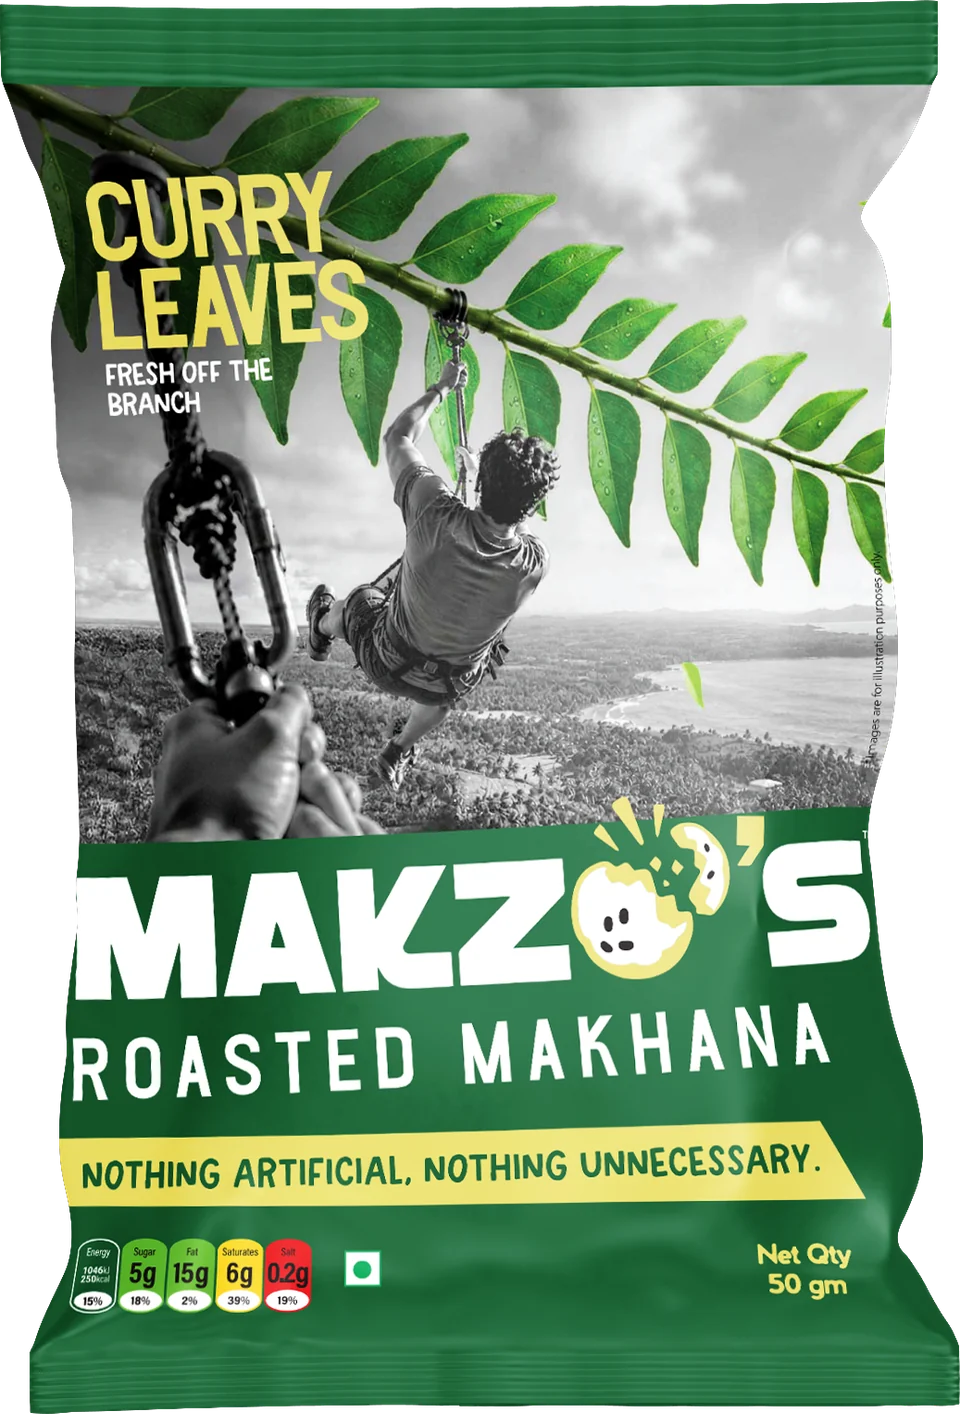 CURRY
LEAVES
FRESH OFF THE
BRANCH
Images are for illustration purposes only.
MAKZO'S
ROASTED MAKHANA
NOTHING ARTIFICIAL, NOTHING UNNECESSARY.
Energy 1046kJ 250kcal 15%
Sugar 5g 18%
Fat 15g 2%
Saturates 6g 39%
Salt 0.2g 19%
Net Qty
50 gm